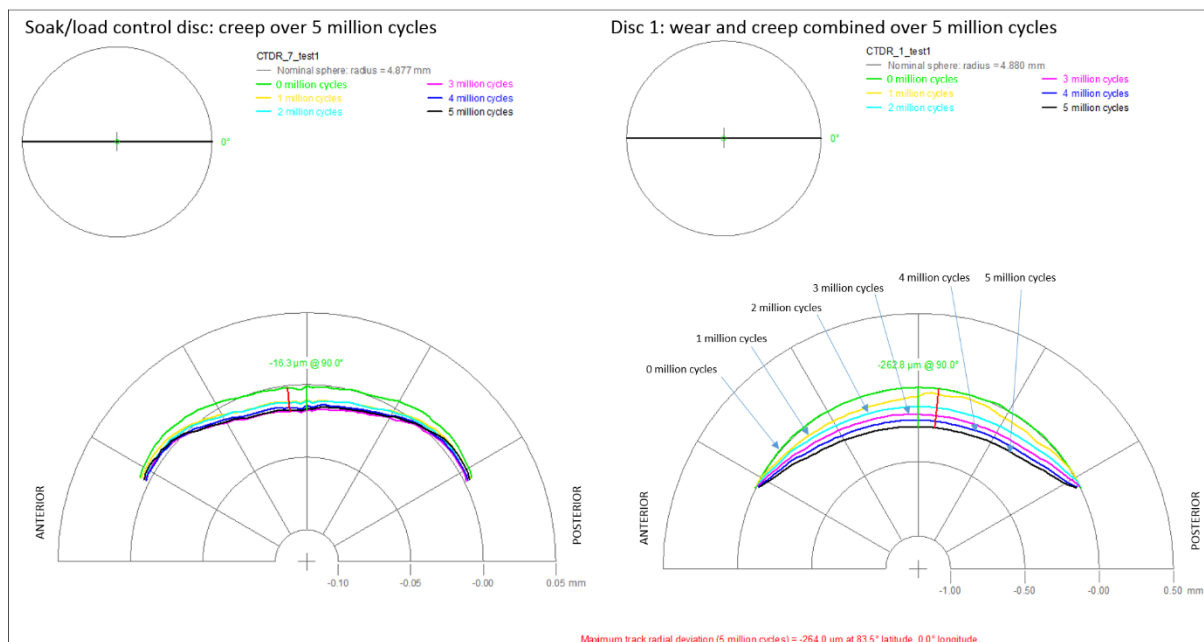 Soak/load control disc: creep over 5 million cycles
CTDR_7_test1
Nominal sphere: radius = 4.877 mm
0 million cycles
3 million cycles
1 million cycles
4 million cycles
2 million cycles
5 million cycles
0°
-16.3 µm @ 90.0°
ANTERIOR
POSTERIOR
-0.10
-0.05
-0.00
0.05 mm
Disc 1: wear and creep combined over 5 million cycles
CTDR_1_test1
Nominal sphere: radius = 4.880 mm
0 million cycles
3 million cycles
1 million cycles
4 million cycles
2 million cycles
5 million cycles
0°
4 million cycles
5 million cycles
3 million cycles
2 million cycles
1 million cycles
0 million cycles
-262.8 µm @ 90.0°
ANTERIOR
POSTERIOR
-1.00
-0.50
-0.00
0.50 mm
Maximum track radial deviation (5 million cycles) = -264.0 µm at 83.5° latitude, 0.0° longitude